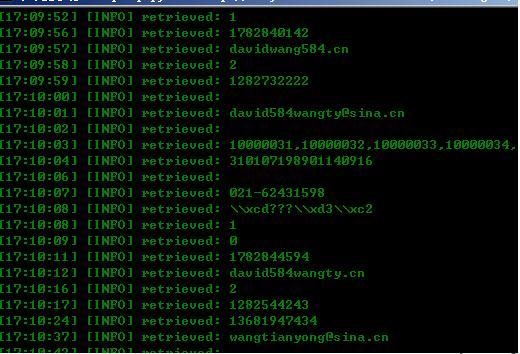 [17:09:52] [INFO] retrieved: 1
[17:09:56] [INFO] retrieved: 1782840142
[17:09:57] [INFO] retrieved: davidwang584.cn
[17:09:58] [INFO] retrieved: 2
[17:09:59] [INFO] retrieved: 1282732222
[17:10:00] [INFO] retrieved:
[17:10:01] [INFO] retrieved: david584wangty@sina.cn
[17:10:02] [INFO] retrieved:
[17:10:03] [INFO] retrieved: 10000031,10000032,10000033,10000034,
[17:10:04] [INFO] retrieved: 310107198901140916
[17:10:06] [INFO] retrieved:
[17:10:07] [INFO] retrieved: 021-62431598
[17:10:08] [INFO] retrieved: \\xcd???\\xd3\\xc2
[17:10:08] [INFO] retrieved: 1
[17:10:09] [INFO] retrieved: 0
[17:10:11] [INFO] retrieved: 1782844594
[17:10:12] [INFO] retrieved: david584wangty.cn
[17:10:16] [INFO] retrieved: 2
[17:10:17] [INFO] retrieved: 1282544243
[17:10:24] [INFO] retrieved: 13681947434
[17:10:37] [INFO] retrieved: wangtianyong@sina.cn